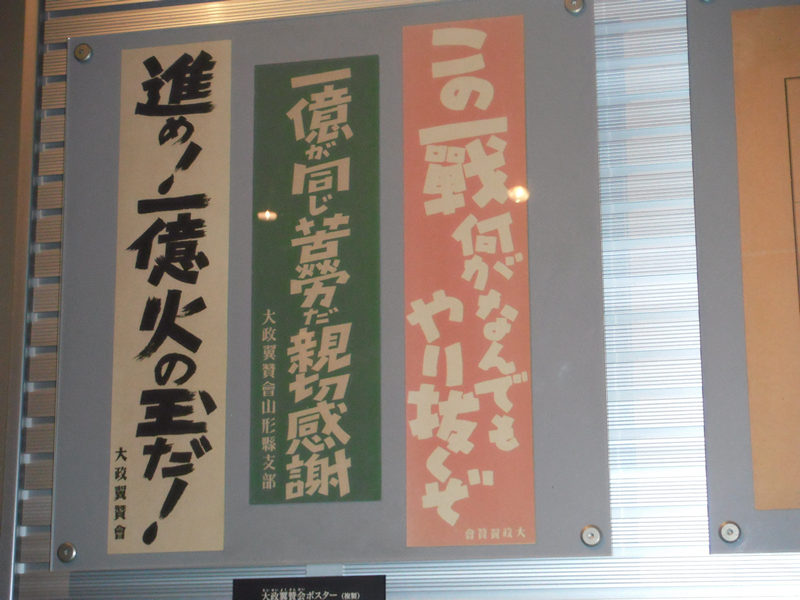 この一戰
何がなんでも
やり抜くぞ
大政翼賛會
一億が同じ苦労だ親切感謝
大政翼賛會山形縣支部
進め！一億火の玉だ！
大政翼賛會
大政翼賛会ポスター（複製）